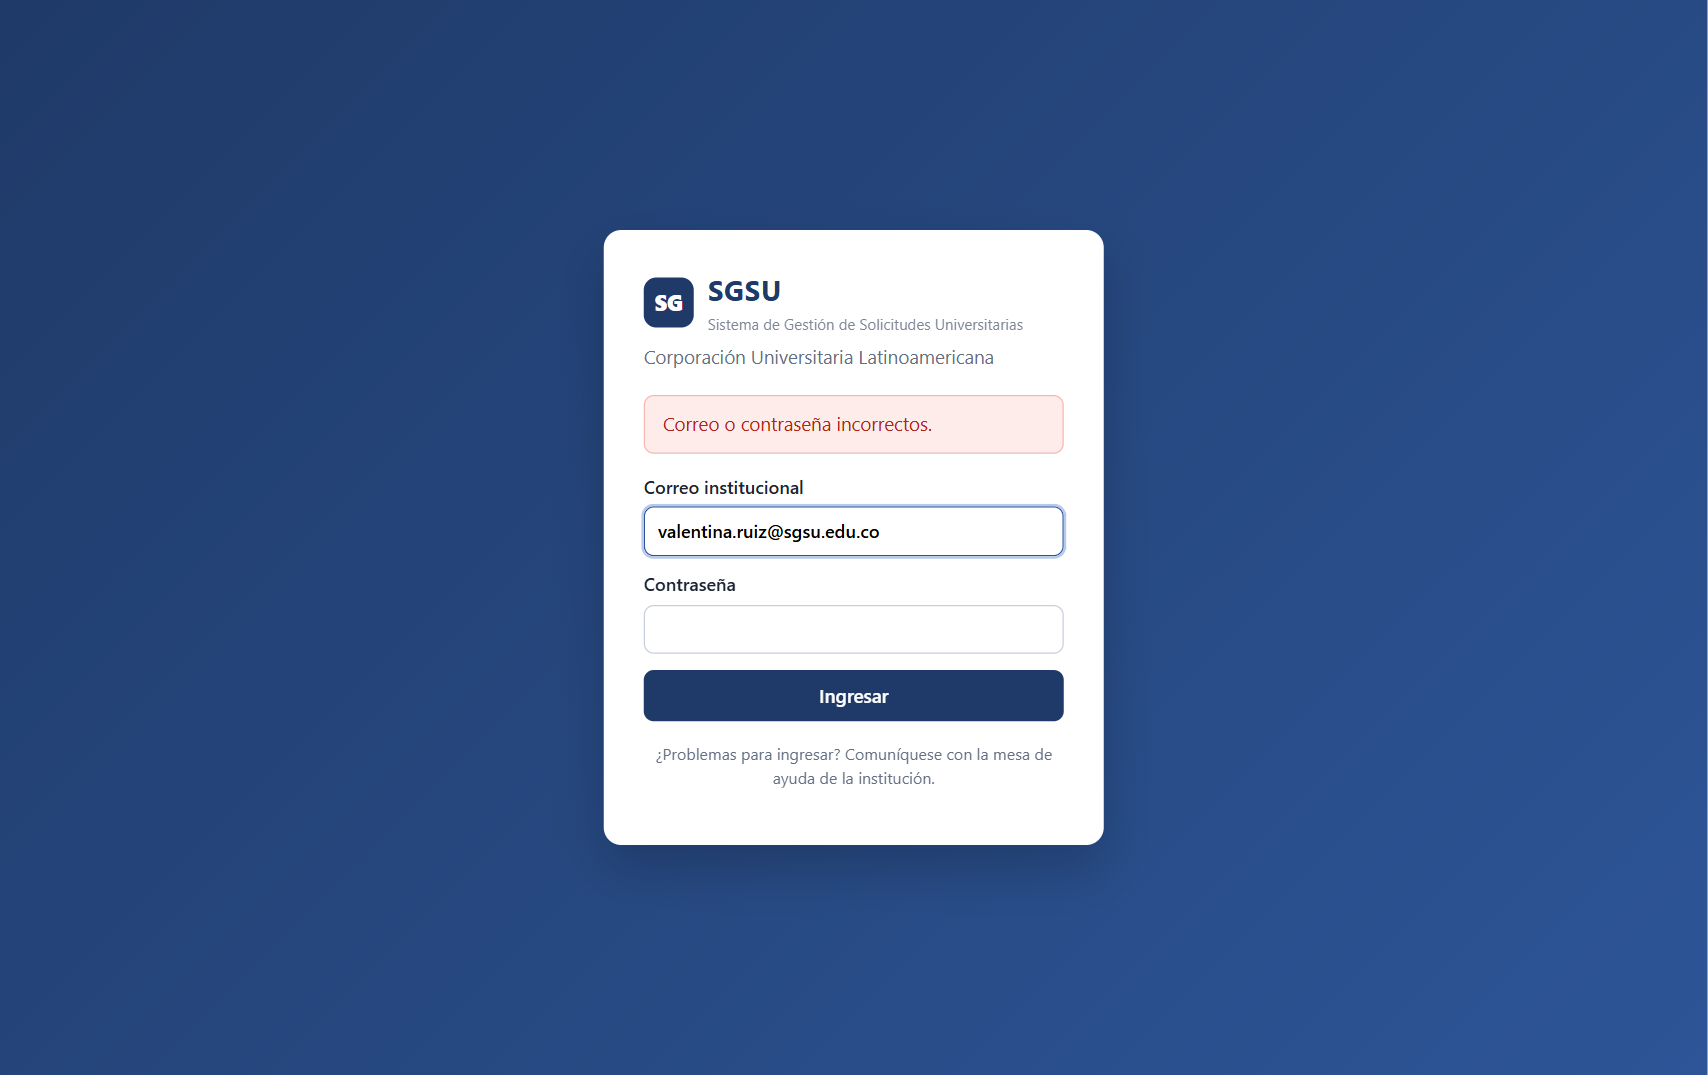 SG
SGSU
Sistema de Gestión de Solicitudes Universitarias
Corporación Universitaria Latinoamericana
Correo o contraseña incorrectos.
Correo institucional
valentina.ruiz@sgsu.edu.co
Contraseña
Ingresar
¿Problemas para ingresar? Comuníquese con la mesa de
ayuda de la institución.